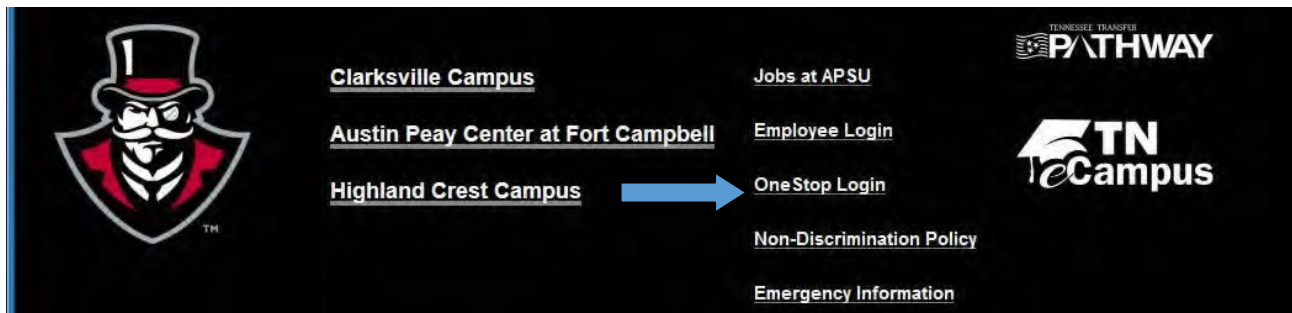 Clarksville Campus
Austin Peay Center at Fort Campbell
Highland Crest Campus
Jobs at APSU
Employee Login
OneStop Login
Non-Discrimination Policy
Emergency Information
TENNESSEE TRANSFER
PATHWAY
TN
eCampus
TM